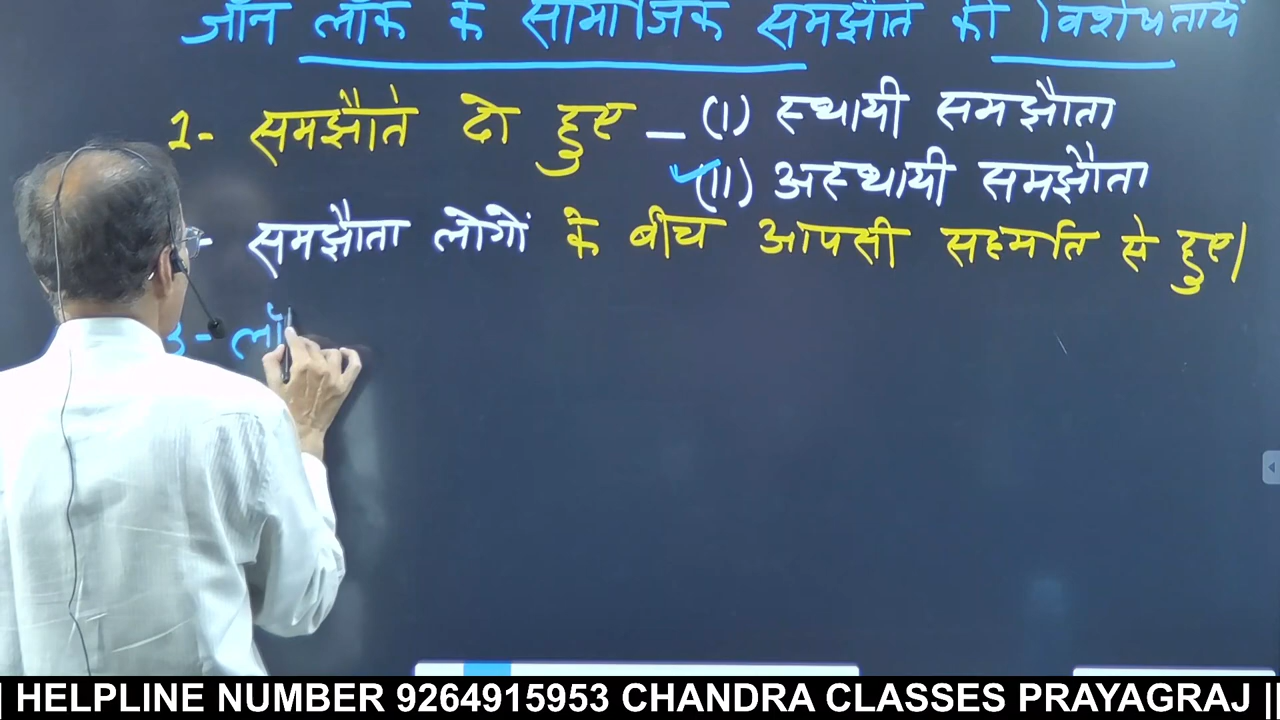 जॉन लॉक के सामाजिक समझौते की विशेषतायें
1- समझौते दो हुए – (I) स्थायी समझौता
(II) अस्थायी समझौता
- समझौता लोगों के बीच आपसी सहमति से हुए।
3- लॉ
HELPLINE NUMBER 9264915953 CHANDRA CLASSES PRAYAGRAJ ||